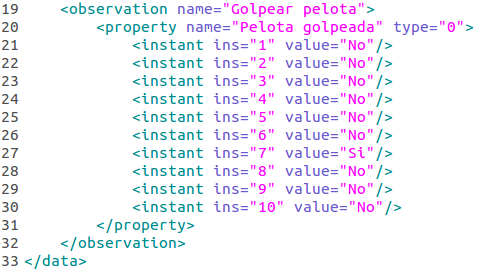 19    <observation name="Golpear pelota">
20        <property name="Pelota golpeada" type="0">
21            <instant ins="1" value="No"/>
22            <instant ins="2" value="No"/>
23            <instant ins="3" value="No"/>
24            <instant ins="4" value="No"/>
25            <instant ins="5" value="No"/>
26            <instant ins="6" value="No"/>
27            <instant ins="7" value="Si"/>
28            <instant ins="8" value="No"/>
29            <instant ins="9" value="No"/>
30            <instant ins="10" value="No"/>
31        </property>
32    </observation>
33</data>